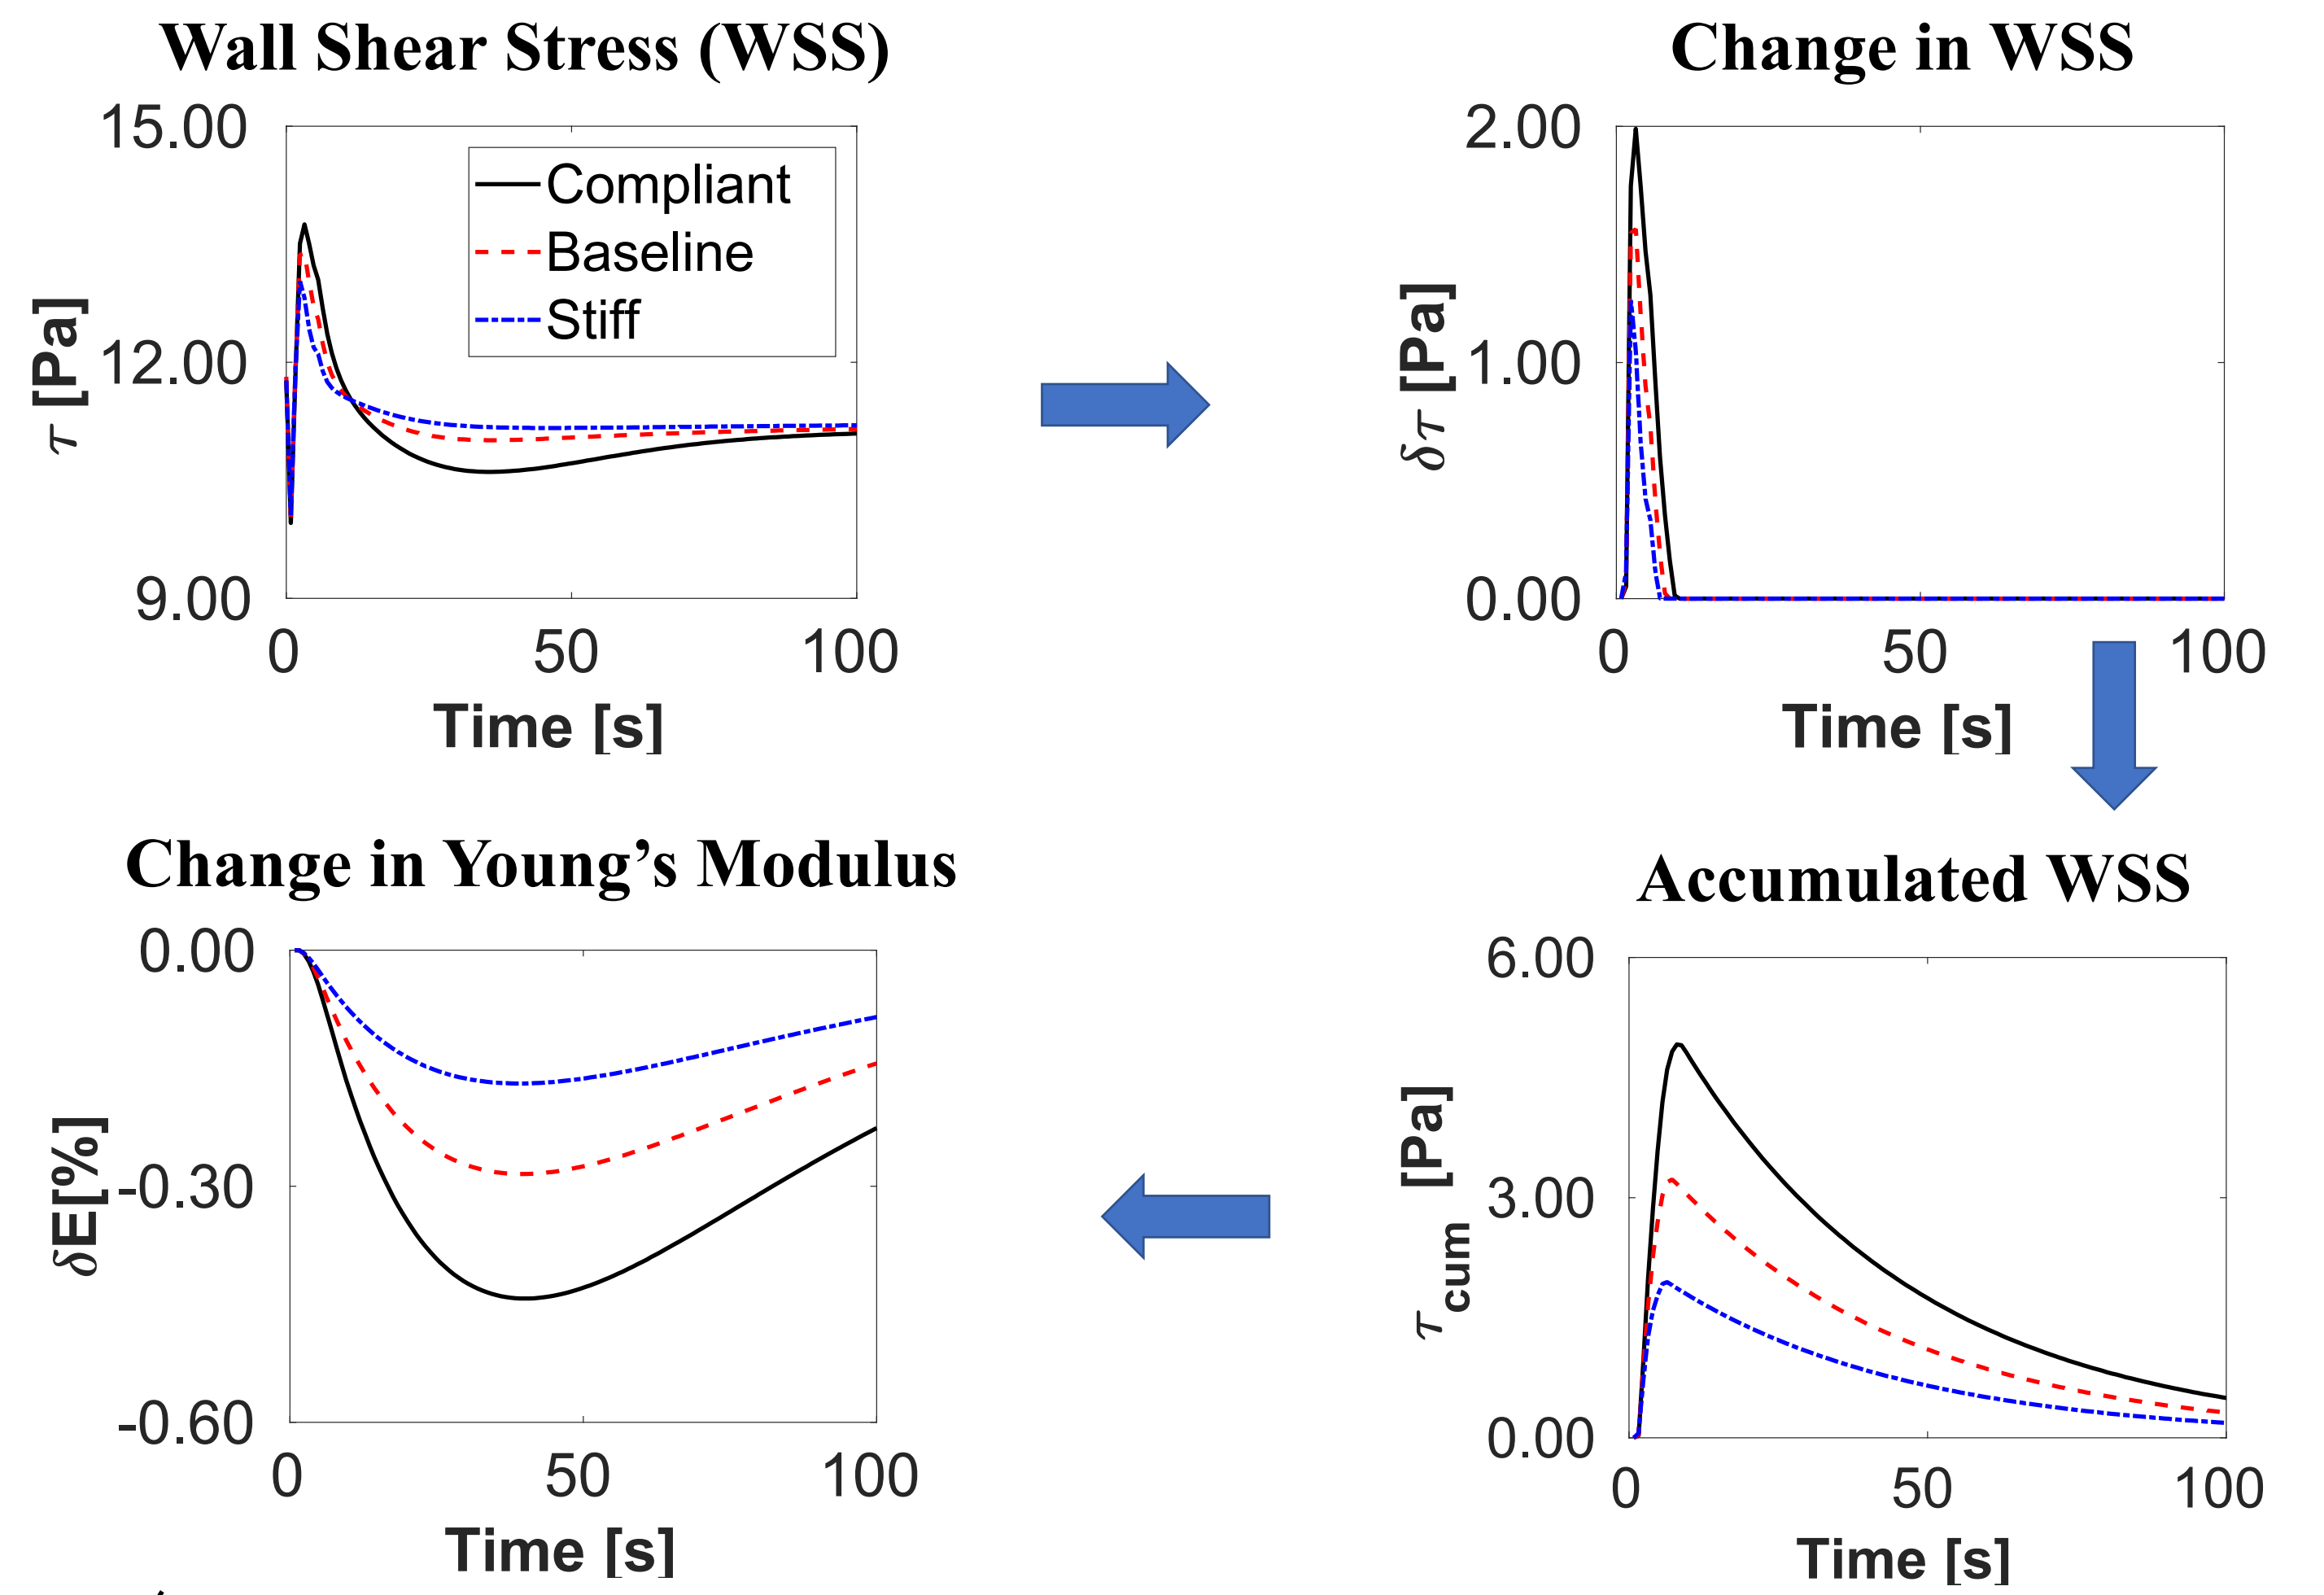 Wall Shear Stress (WSS)
15.00
12.00
9.00
τ [Pa]
Compliant
Baseline
Stiff
0 50 100
Time [s]
Change in WSS
2.00
1.00
0.00
δτ [Pa]
0 50 100
Time [s]
Change in Young’s Modulus
0.00
-0.30
-0.60
δE[%]
0 50 100
Time [s]
Accumulated WSS
6.00
3.00
0.00
τcum [Pa]
0 50 100
Time [s]